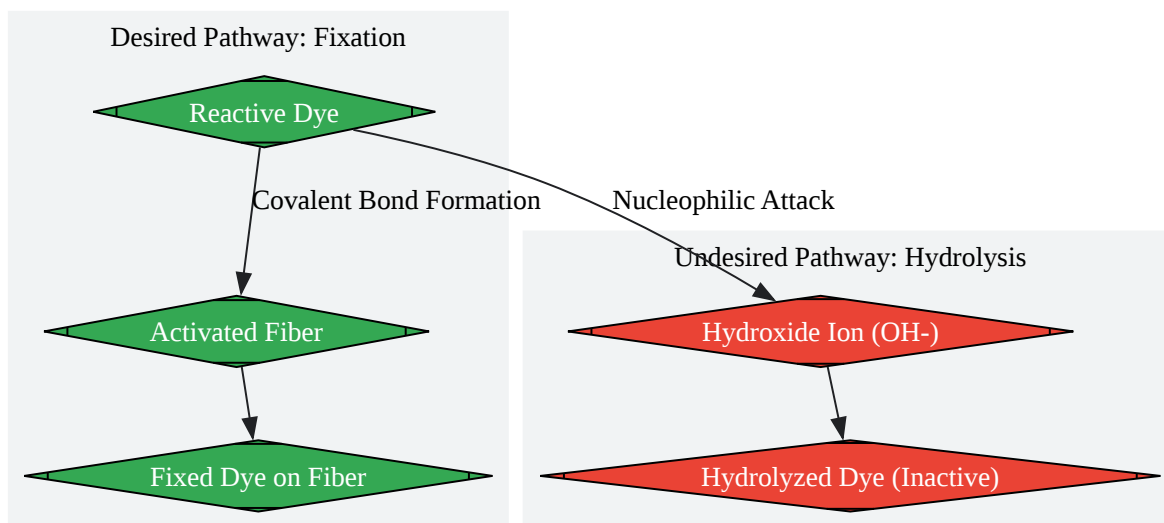 Desired Pathway: Fixation
Reactive Dye
Covalent Bond Formation
Nucleophilic Attack
Undesired Pathway: Hydrolysis
Activated Fiber
Hydroxide Ion (OH-)
Fixed Dye on Fiber
Hydrolyzed Dye (Inactive)